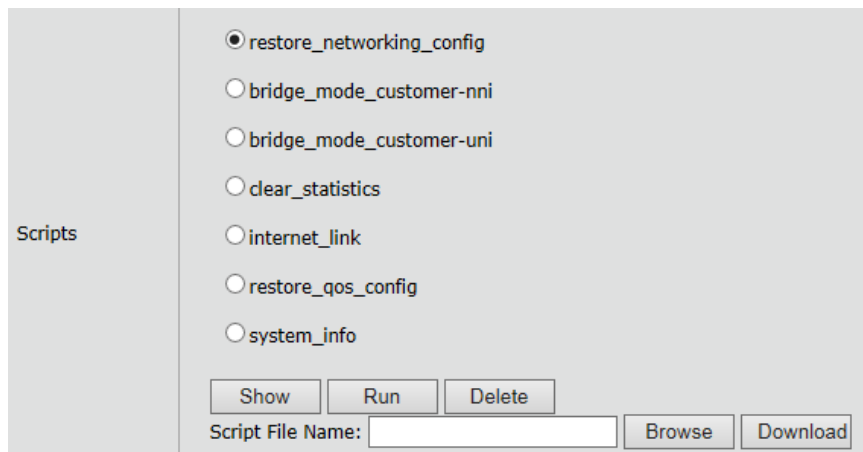 restore_networking_config
bridge_mode_customer-nni
bridge_mode_customer-uni
clear_statistics
Scripts
internet_link
restore_qos_config
system_info
Show Run Delete
Script File Name: Browse Download